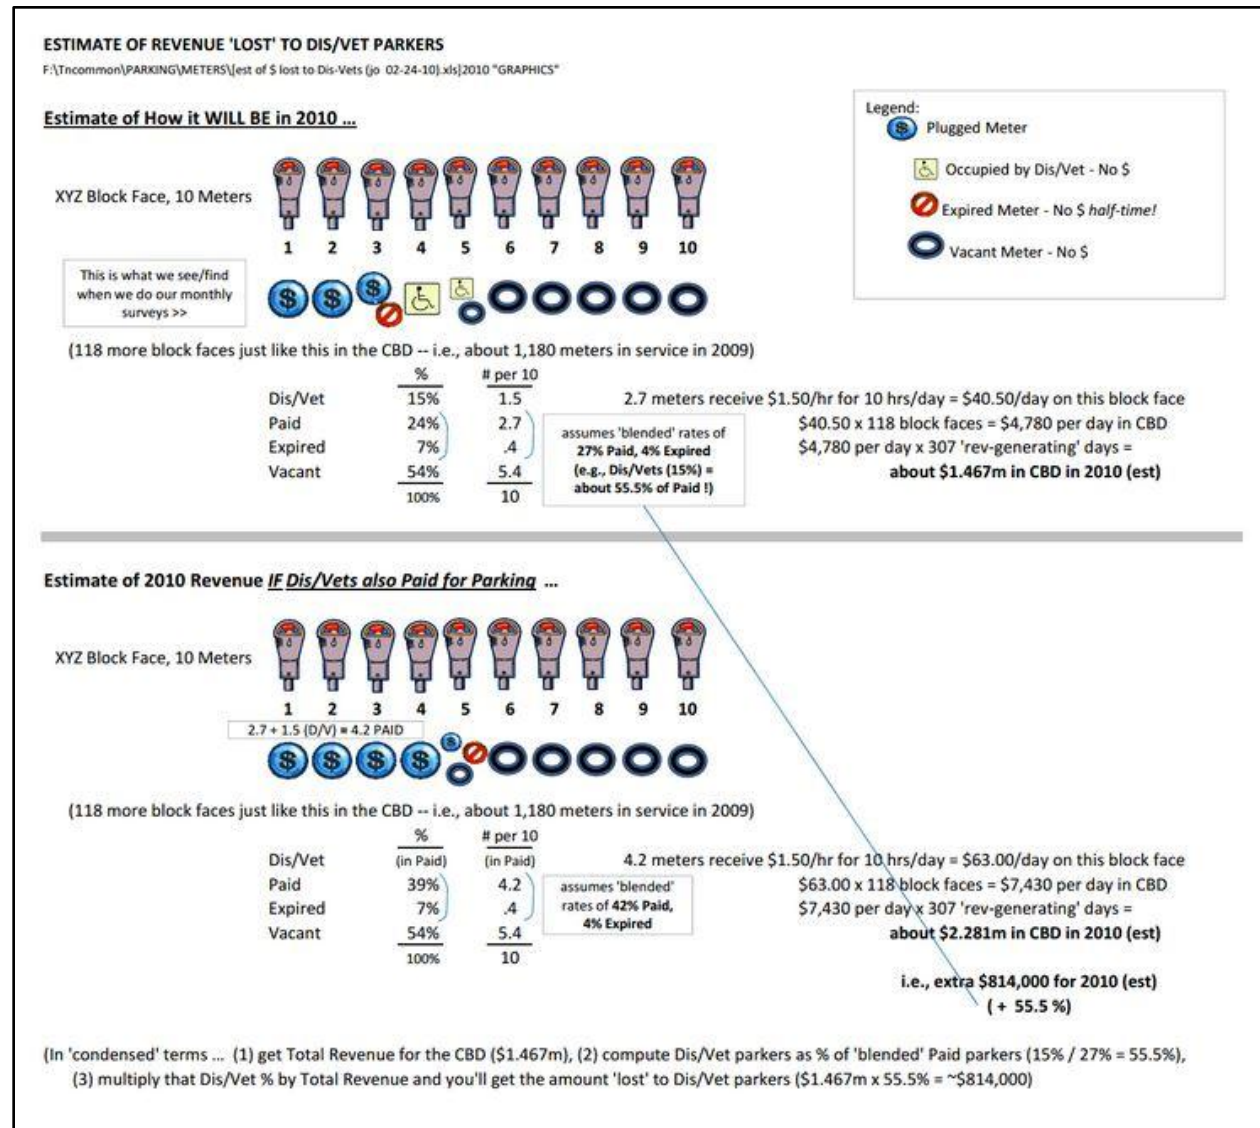 ESTIMATE OF REVENUE 'LOST' TO DIS/VET PARKERS
F:\Tncommon\PARKING\METERS\[est of $ lost to Dis-Vets (jo 02-24-10).xls]2010 "GRAPHICS"
Estimate of How it WILL BE in 2010 ...
Legend:
$ Plugged Meter
Occupied by Dis/Vet - No $
Expired Meter - No $ half-time!
Vacant Meter - No $
XYZ Block Face, 10 Meters
1 2 3 4 5 6 7 8 9 10
This is what we see/find
when we do our monthly
surveys >>
$ $ $
(118 more block faces just like this in the CBD -- i.e., about 1,180 meters in service in 2009)
% # per 10
Dis/Vet 15% 1.5 2.7 meters receive $1.50/hr for 10 hrs/day = $40.50/day on this block face
Paid 24% 2.7 $40.50 x 118 block faces = $4,780 per day in CBD
Expired 7% .4 $4,780 per day x 307 'rev-generating' days =
Vacant 54% 5.4 about $1.467m in CBD in 2010 (est)
100% 10
assumes 'blended' rates of
27% Paid, 4% Expired
(e.g., Dis/Vets (15%) =
about 55.5% of Paid !)
Estimate of 2010 Revenue IF Dis/Vets also Paid for Parking ...
XYZ Block Face, 10 Meters
1 2 3 4 5 6 7 8 9 10
2.7 + 1.5 (D/V) = 4.2 PAID
$ $ $ $ $
(118 more block faces just like this in the CBD -- i.e., about 1,180 meters in service in 2009)
% # per 10
Dis/Vet (in Paid) (in Paid) 4.2 meters receive $1.50/hr for 10 hrs/day = $63.00/day on this block face
Paid 39% 4.2 $63.00 x 118 block faces = $7,430 per day in CBD
Expired 7% .4 $7,430 per day x 307 'rev-generating' days =
Vacant 54% 5.4 about $2.281m in CBD in 2010 (est)
100% 10
assumes 'blended'
rates of 42% Paid,
4% Expired
i.e., extra $814,000 for 2010 (est)
( + 55.5 %)
(In 'condensed' terms ... (1) get Total Revenue for the CBD ($1.467m), (2) compute Dis/Vet parkers as % of 'blended' Paid parkers (15% / 27% = 55.5%),
(3) multiply that Dis/Vet % by Total Revenue and you'll get the amount 'lost' to Dis/Vet parkers ($1.467m x 55.5% = ~$814,000)